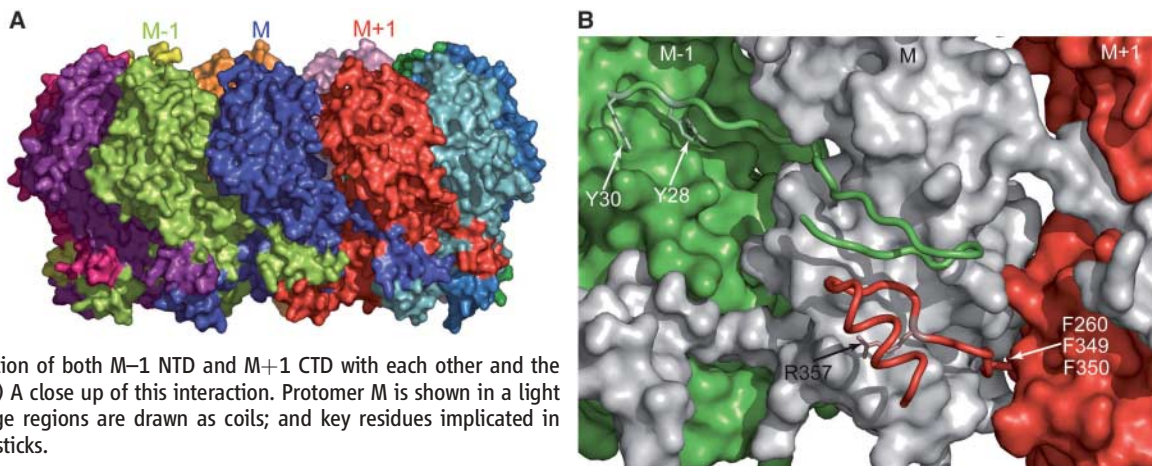 A
M-1
M
M+1
tion of both M–1 NTD and M+1 CTD with each other and the
) A close up of this interaction. Protomer M is shown in a light
ge regions are drawn as coils; and key residues implicated in
sticks.
B
M-1
M
M+1
Y30
Y28
F260
F349
F350
R357